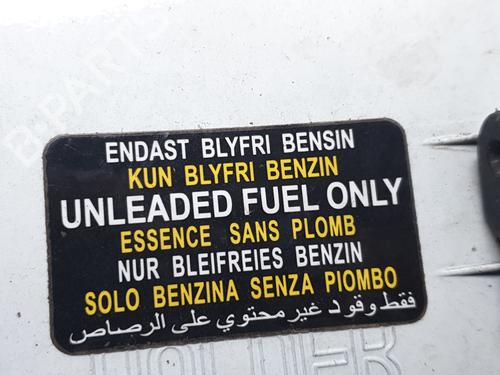 ENDAST BLYFRI BENSIN
KUN BLYFRI BENZIN
UNLEADED FUEL ONLY
ESSENCE SANS PLOMB
NUR BLEIFREIES BENZIN
SOLO BENZINA SENZA PIOMBO
فقط وقود غير محتوي على الرصاص
B-PARTS